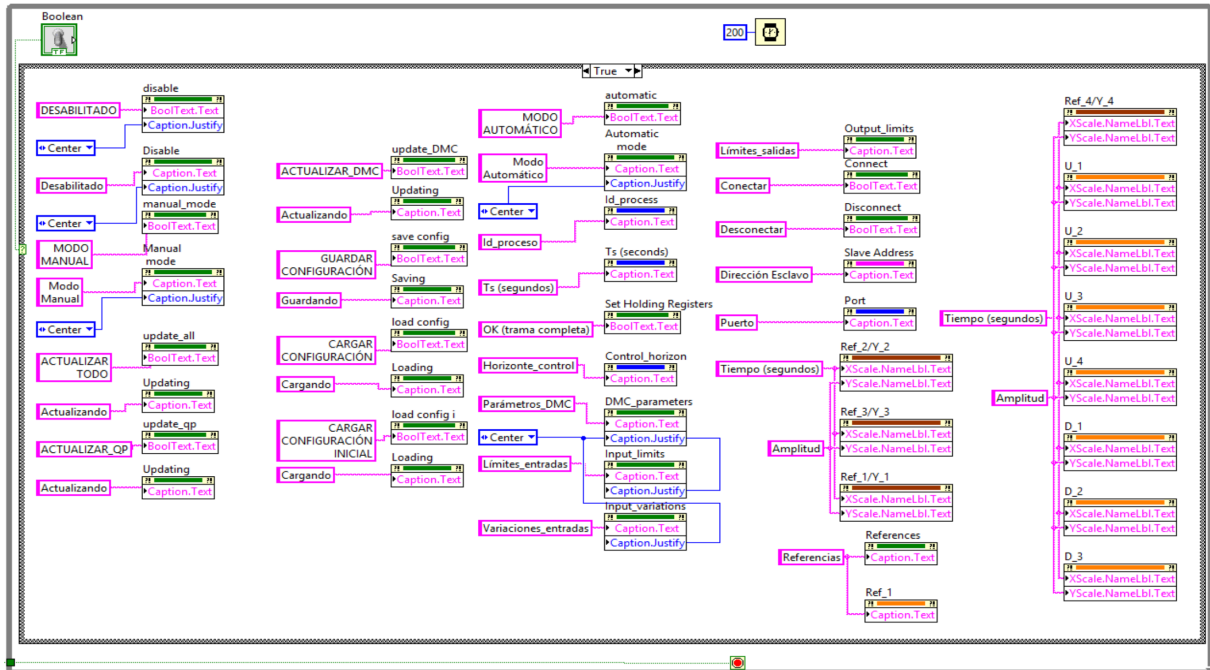 Boolean
TF
200
True
disable
DESABILITADO
BoolText.Text
Caption.Justify
Center
Disable
Desabilitado
Caption.Text
Caption.Justify
Center
manual_mode
BoolText.Text
MODO
MANUAL
Manual
mode
Modo
Manual
Caption.Text
Caption.Justify
Center
update_all
ACTUALIZAR
TODO
BoolText.Text
Updating
Actualizando
Caption.Text
update_qp
ACTUALIZAR_QP
BoolText.Text
Updating
Actualizando
Caption.Text
update_DMC
ACTUALIZAR_DMC
BoolText.Text
Updating
Actualizando
Caption.Text
save config
GUARDAR
CONFIGURACIÓN
BoolText.Text
Saving
Guardando
Caption.Text
load config
CARGAR
CONFIGURACIÓN
BoolText.Text
Loading
Cargando
Caption.Text
load config i
CARGAR
CONFIGURACIÓN
INICIAL
BoolText.Text
Loading
Cargando
Caption.Text
automatic
MODO
AUTOMÁTICO
BoolText.Text
Automatic
mode
Modo
Automático
Caption.Text
Caption.Justify
Center
Id_process
Id_proceso
Caption.Text
Ts (seconds)
Ts (segundos)
Caption.Text
Set Holding Registers
OK (trama completa)
BoolText.Text
Control_horizon
Horizonte_control
Caption.Text
DMC_parameters
Parámetros_DMC
Caption.Text
Center
Caption.Justify
Input_limits
Límites_entradas
Caption.Text
Caption.Justify
Input_variations
Variaciones_entradas
Caption.Text
Caption.Justify
Output_limits
Límites_salidas
Caption.Text
Connect
Conectar
BoolText.Text
Disconnect
Desconectar
BoolText.Text
Slave Address
Dirección Esclavo
Caption.Text
Port
Puerto
Caption.Text
Ref_2/Y_2
Tiempo (segundos)
XScale.NameLbl.Text
YScale.NameLbl.Text
Ref_3/Y_3
XScale.NameLbl.Text
Amplitud
YScale.NameLbl.Text
Ref_1/Y_1
XScale.NameLbl.Text
YScale.NameLbl.Text
References
Referencias
Caption.Text
Ref_1
Caption.Text
Ref_4/Y_4
XScale.NameLbl.Text
YScale.NameLbl.Text
U_1
XScale.NameLbl.Text
YScale.NameLbl.Text
U_2
XScale.NameLbl.Text
YScale.NameLbl.Text
U_3
Tiempo (segundos)
XScale.NameLbl.Text
YScale.NameLbl.Text
U_4
XScale.NameLbl.Text
Amplitud
YScale.NameLbl.Text
D_1
XScale.NameLbl.Text
YScale.NameLbl.Text
D_2
XScale.NameLbl.Text
YScale.NameLbl.Text
D_3
XScale.NameLbl.Text
YScale.NameLbl.Text